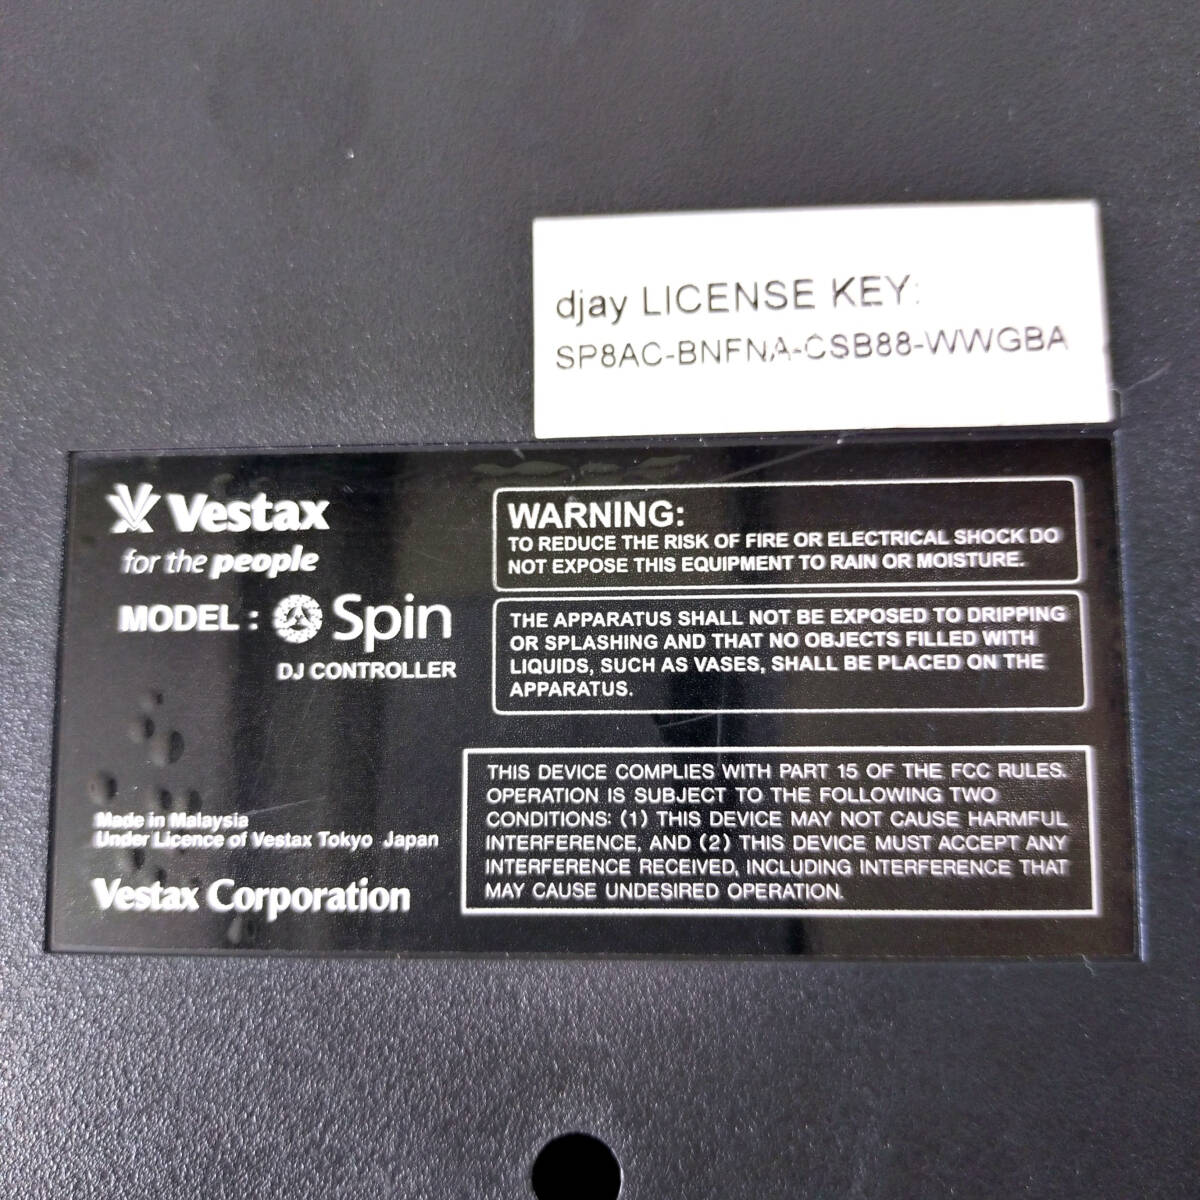 djay LICENSE KEY:
SP8AC-BNFNA-CSB88-WWGBA
Vestax
for the people
MODEL : Spin
DJ CONTROLLER
Made in Malaysia
Under Licence of Vestax Tokyo Japan
Vestax Corporation
WARNING:
TO REDUCE THE RISK OF FIRE OR ELECTRICAL SHOCK DO
NOT EXPOSE THIS EQUIPMENT TO RAIN OR MOISTURE.
THE APPARATUS SHALL NOT BE EXPOSED TO DRIPPING
OR SPLASHING AND THAT NO OBJECTS FILLED WITH
LIQUIDS, SUCH AS VASES, SHALL BE PLACED ON THE
APPARATUS.
THIS DEVICE COMPLIES WITH PART 15 OF THE FCC RULES.
OPERATION IS SUBJECT TO THE FOLLOWING TWO
CONDITIONS: (1) THIS DEVICE MAY NOT CAUSE HARMFUL
INTERFERENCE, AND (2) THIS DEVICE MUST ACCEPT ANY
INTERFERENCE RECEIVED, INCLUDING INTERFERENCE THAT
MAY CAUSE UNDESIRED OPERATION.